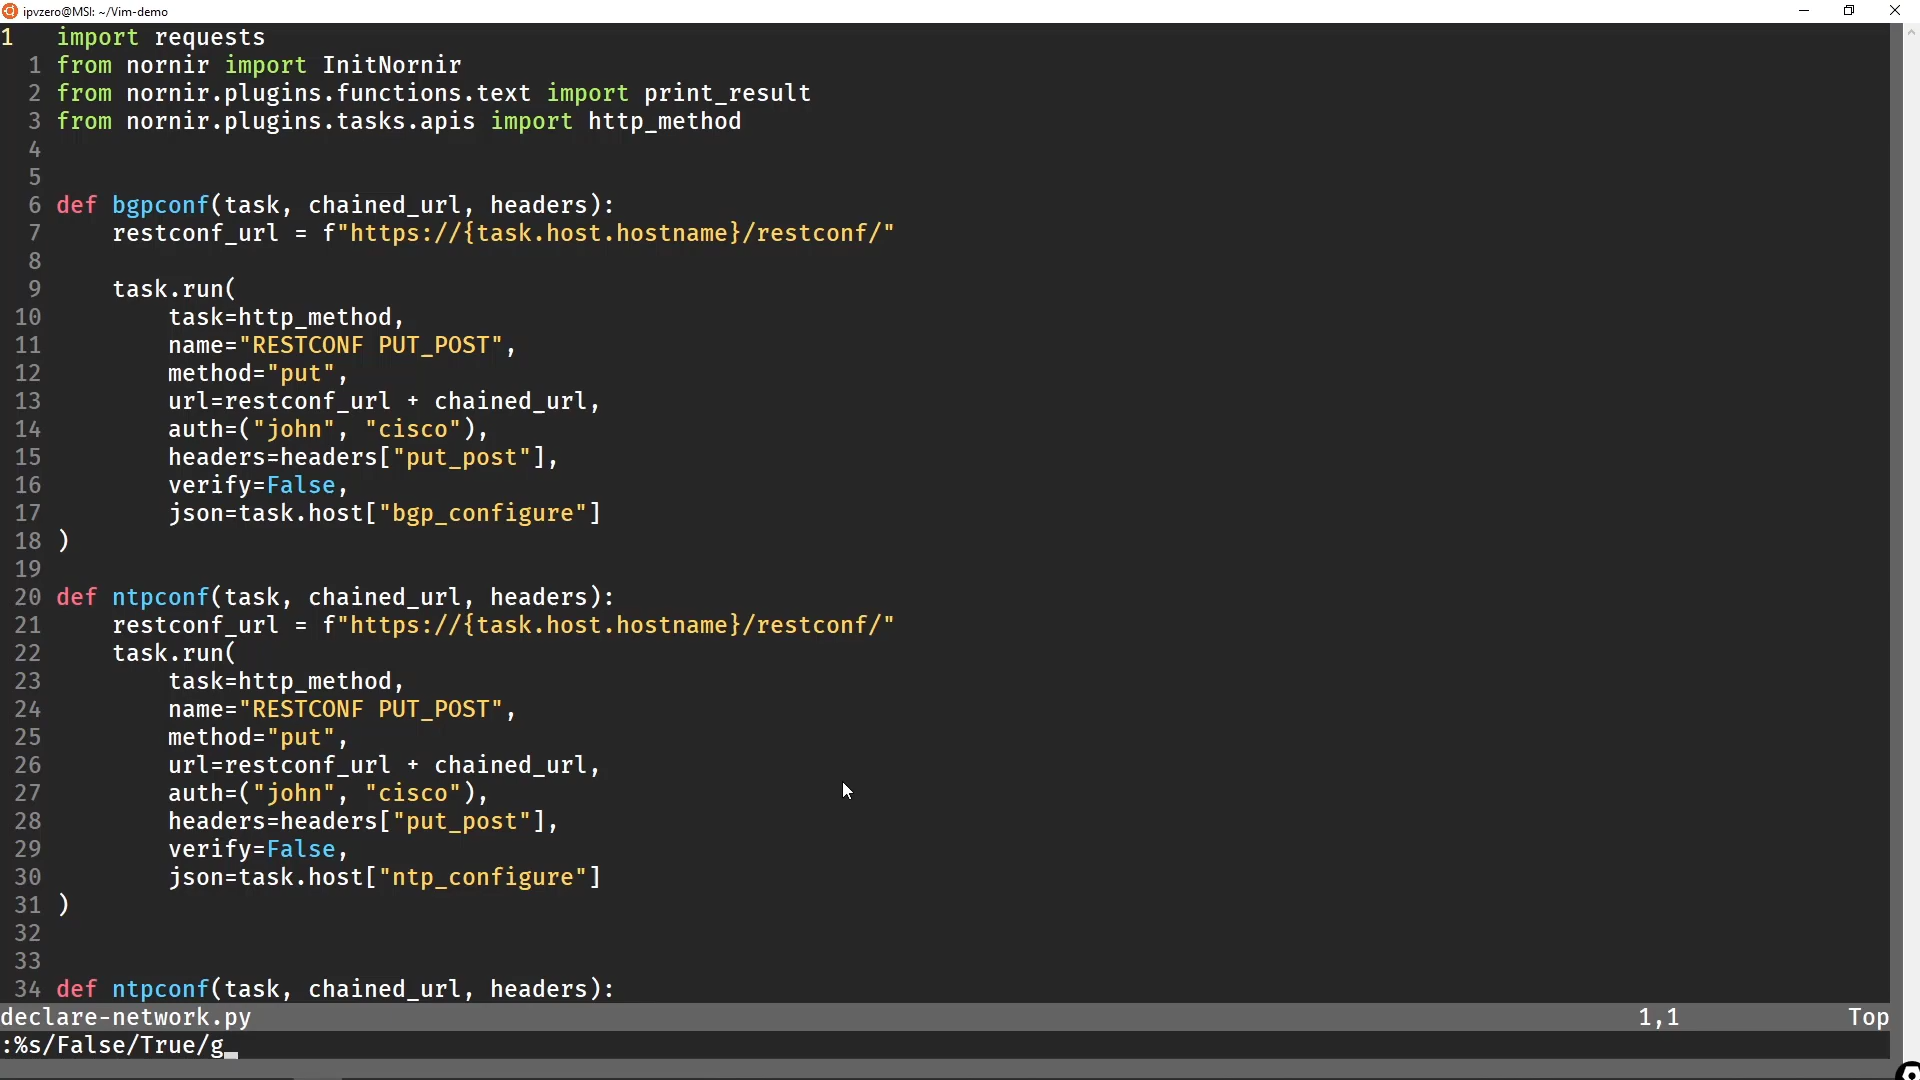 ipvzero@MSI: ~/Vim-demo
1   import requests
  1 from nornir import InitNornir
  2 from nornir.plugins.functions.text import print_result
  3 from nornir.plugins.tasks.apis import http_method
  4
  5
  6 def bgpconf(task, chained_url, headers):
  7     restconf_url = f"https://{task.host.hostname}/restconf/"
  8
  9     task.run(
 10         task=http_method,
 11         name="RESTCONF PUT_POST",
 12         method="put",
 13         url=restconf_url + chained_url,
 14         auth=("john", "cisco"),
 15         headers=headers["put_post"],
 16         verify=False,
 17         json=task.host["bgp_configure"]
 18 )
 19
 20 def ntpconf(task, chained_url, headers):
 21     restconf_url = f"https://{task.host.hostname}/restconf/"
 22     task.run(
 23         task=http_method,
 24         name="RESTCONF PUT_POST",
 25         method="put",
 26         url=restconf_url + chained_url,
 27         auth=("john", "cisco"),
 28         headers=headers["put_post"],
 29         verify=False,
 30         json=task.host["ntp_configure"]
 31 )
 32
 33
 34 def ntpconf(task, chained_url, headers):
declare-network.py 1,1 Top
:%s/False/True/g